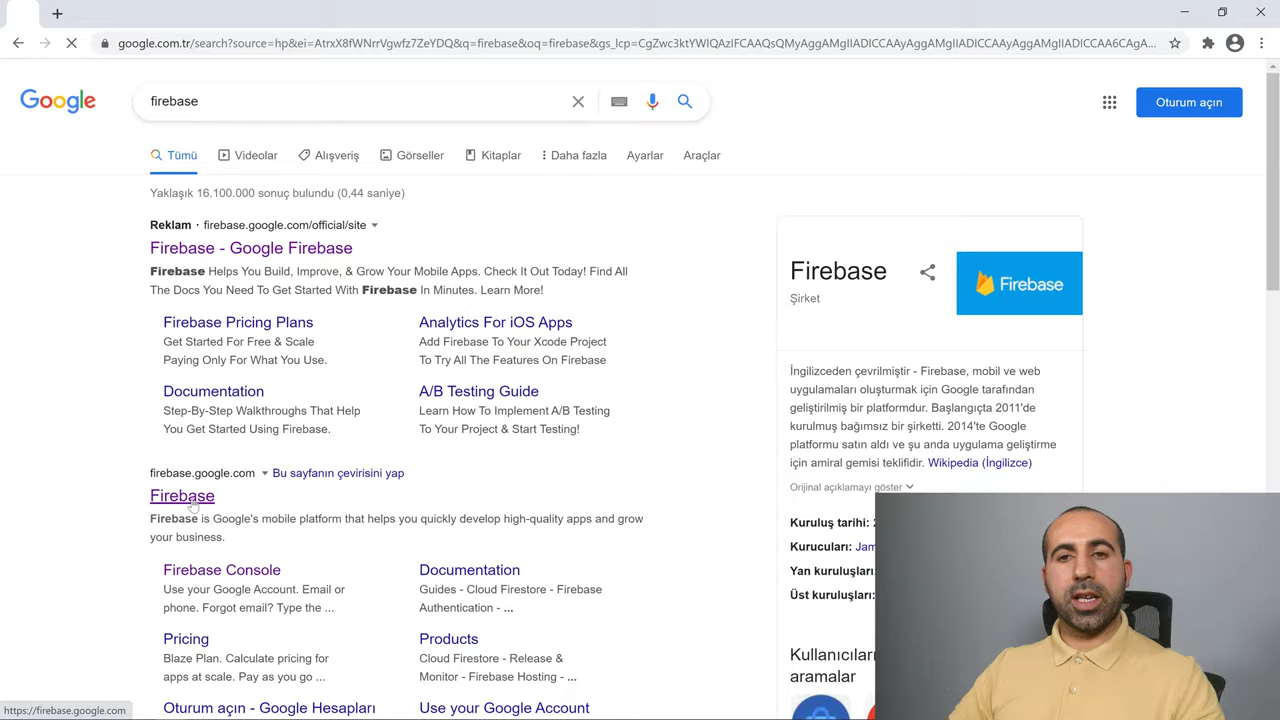 google.com.tr/search?source=hp&ei=AtrxX8fWNrrVgwfz7ZeYDQ&q=firebase&oq=firebase&gs_lcp=CgZwc3ktYWIQAzIFCAAQsQMyAggAMgIIADICCAAyAggAMgIIADICCAAyAggAMgIIADICCAA6CAgA...
Google
firebase
Oturum açın
Tümü
Videolar
Alışveriş
Görseller
Kitaplar
Daha fazla
Ayarlar
Araçlar
Yaklaşık 16.100.000 sonuç bulundu (0,44 saniye)
Reklam · firebase.google.com/official/site
Firebase - Google Firebase
Firebase Helps You Build, Improve, & Grow Your Mobile Apps. Check It Out Today! Find All
The Docs You Need To Get Started With Firebase In Minutes. Learn More!
Firebase Pricing Plans
Get Started For Free & Scale
Paying Only For What You Use.
Analytics For iOS Apps
Add Firebase To Your Xcode Project
To Try All The Features On Firebase
Documentation
Step-By-Step Walkthroughs That Help
You Get Started Using Firebase.
A/B Testing Guide
Learn How To Implement A/B Testing
To Your Project & Start Testing!
firebase.google.com
Bu sayfanın çevirisini yap
Firebase
Firebase is Google's mobile platform that helps you quickly develop high-quality apps and grow
your business.
Firebase Console
Use your Google Account. Email or
phone. Forgot email? Type the ...
Documentation
Guides - Cloud Firestore - Firebase
Authentication - ...
Pricing
Blaze Plan. Calculate pricing for
apps at scale. Pay as you go ...
Products
Cloud Firestore - Release &
Monitor - Firebase Hosting - ...
Oturum açın - Google Hesapları
Use your Google Account
https://firebase.google.com
Firebase
Şirket
Firebase
İngilizceden çevrilmiştir - Firebase, mobil ve web
uygulamaları oluşturmak için Google tarafından
geliştirilmiş bir platformdur. Başlangıçta 2011'de
kurulmuş bağımsız bir şirketti. 2014'te Google
platformu satın aldı ve şu anda uygulama geliştirme
için amiral gemisi teklifidir. Wikipedia (İngilizce)
Orijinal açıklamayı göster
Kuruluş tarihi:
Kurucuları: Jam
Yan kuruluşları:
Üst kuruluşları:
Kullanıcıları
aramalar